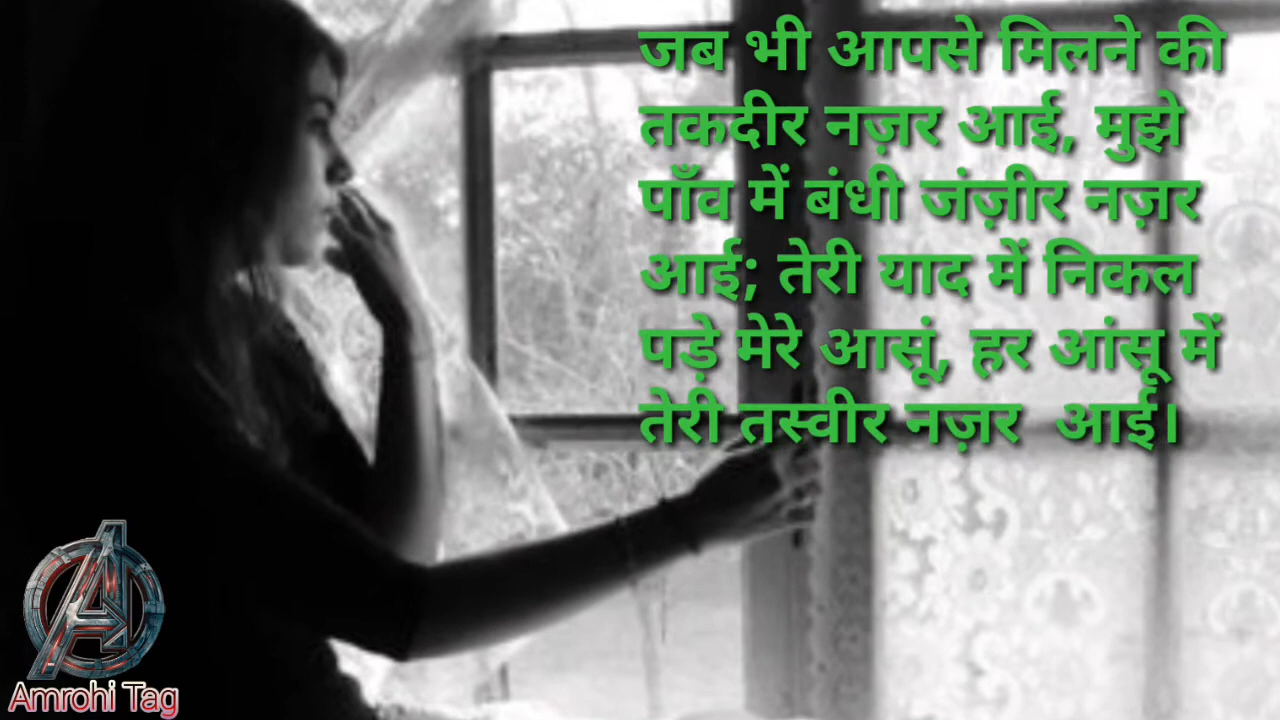 जब भी आपसे मिलने की
तकदीर नज़र आई, मुझे
पाँव में बंधी जंज़ीर नज़र
आई; तेरी याद में निकल
पड़े मेरे आसूं, हर आंसू में
तेरी तस्वीर नज़र  आई।
Amrohi Tag